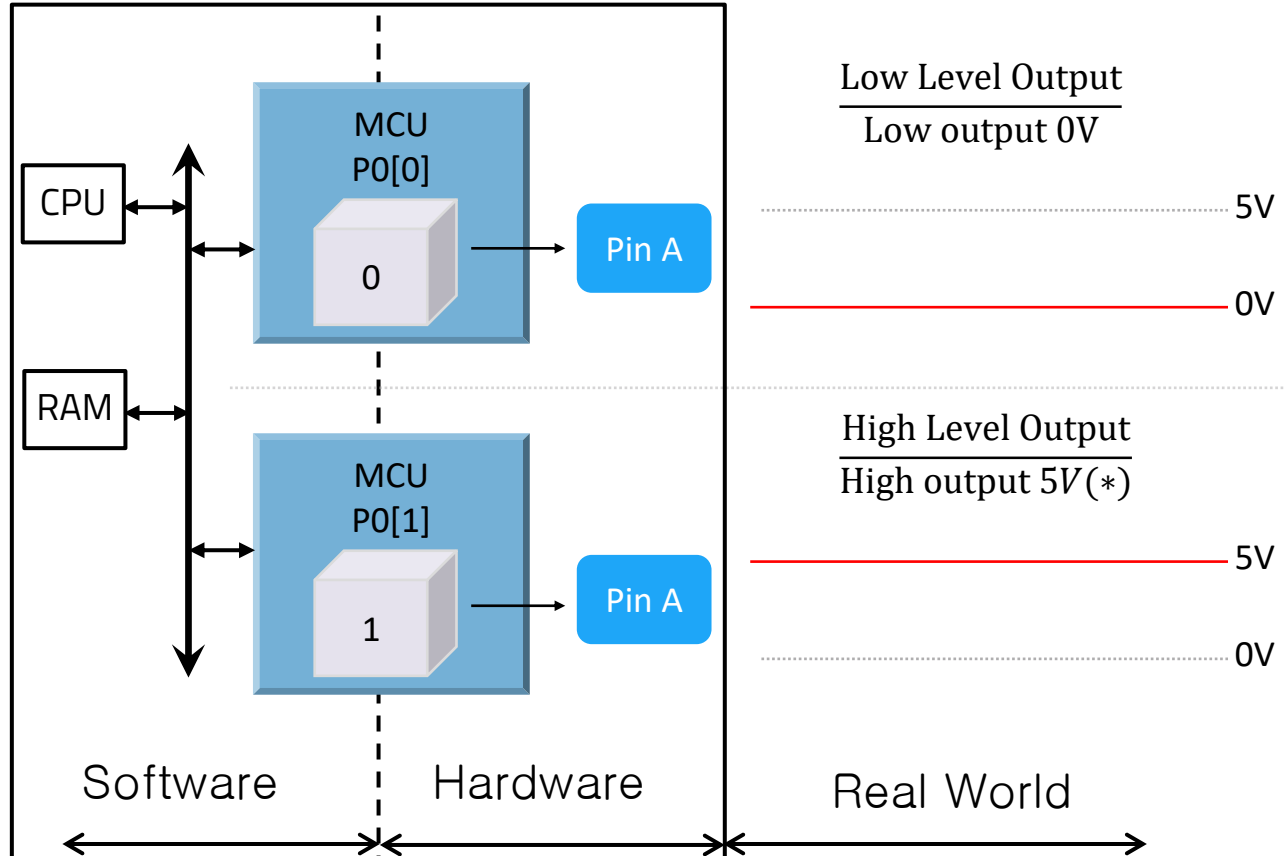 CPU
RAM
MCU
P0[0]
0
Pin A
Low Level Output
Low output 0V
5V
0V
MCU
P0[1]
1
Pin A
High Level Output
High output 5V(*)
5V
0V
Software
Hardware
Real World